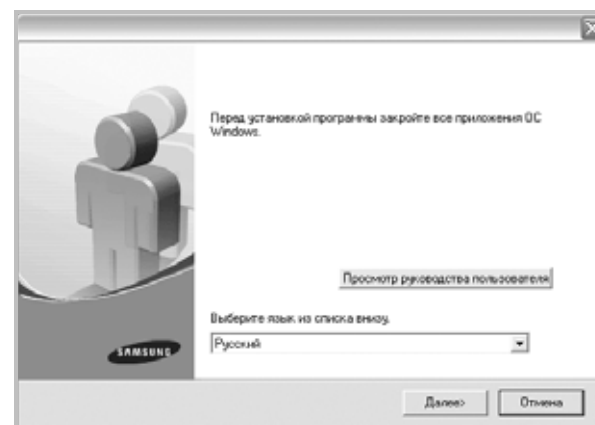 Перед установкой программы закройте все приложения ОС
Windows.
Просмотр руководства пользователя
Выберите язык из списка внизу.
Русский
SAMSUNG
Далее>
Отмена